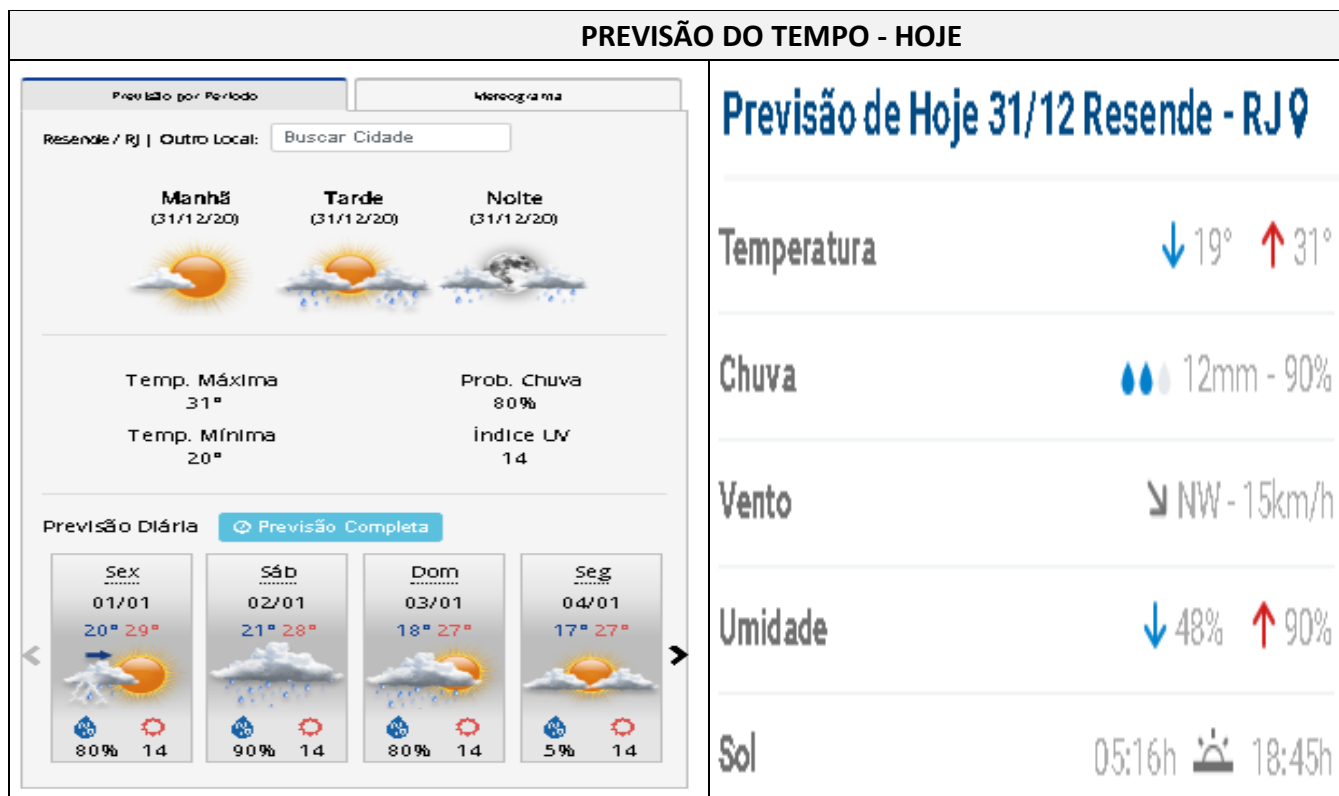 PREVISÃO DO TEMPO - HOJE
Previsão por Período
Meteograma
Resende / RJ | Outro Local: Buscar Cidade
Manhã Tarde Noite
(31/12/20) (31/12/20) (31/12/20)
Temp. Máxima Prob. Chuva
31° 80%
Temp. Mínima Índice UV
20° 14
Previsão Diária Previsão Completa
Sex Sáb Dom Seg
01/01 02/01 03/01 04/01
20° 29° 21° 28° 18° 27° 17° 27°
80% 14 90% 14 80% 14 5% 14
Previsão de Hoje 31/12 Resende - RJ
Temperatura 19° 31°
Chuva 12mm - 90%
Vento NW - 15km/h
Umidade 48% 90%
Sol 05:16h 18:45h